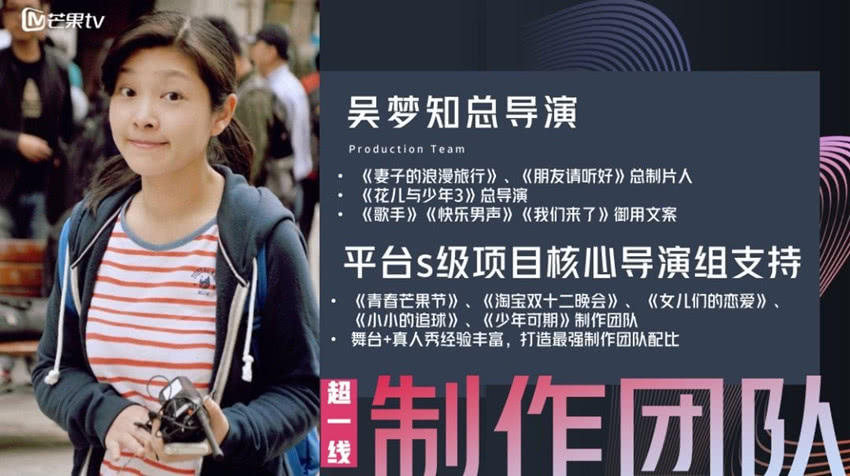 芒果tv
吴梦知总导演
Production Team
• 《妻子的浪漫旅行》、《朋友请听好》总制片人
• 《花儿与少年3》总导演
• 《歌手》《快乐男声》《我们来了》御用文案
平台s级项目核心导演组支持
• 《青春芒果节》、《淘宝双十二晚会》、《女儿们的恋爱》、
《小小的追球》、《少年可期》制作团队
• 舞台+真人秀经验丰富，打造最强制作团队配比
超一线
制作团队